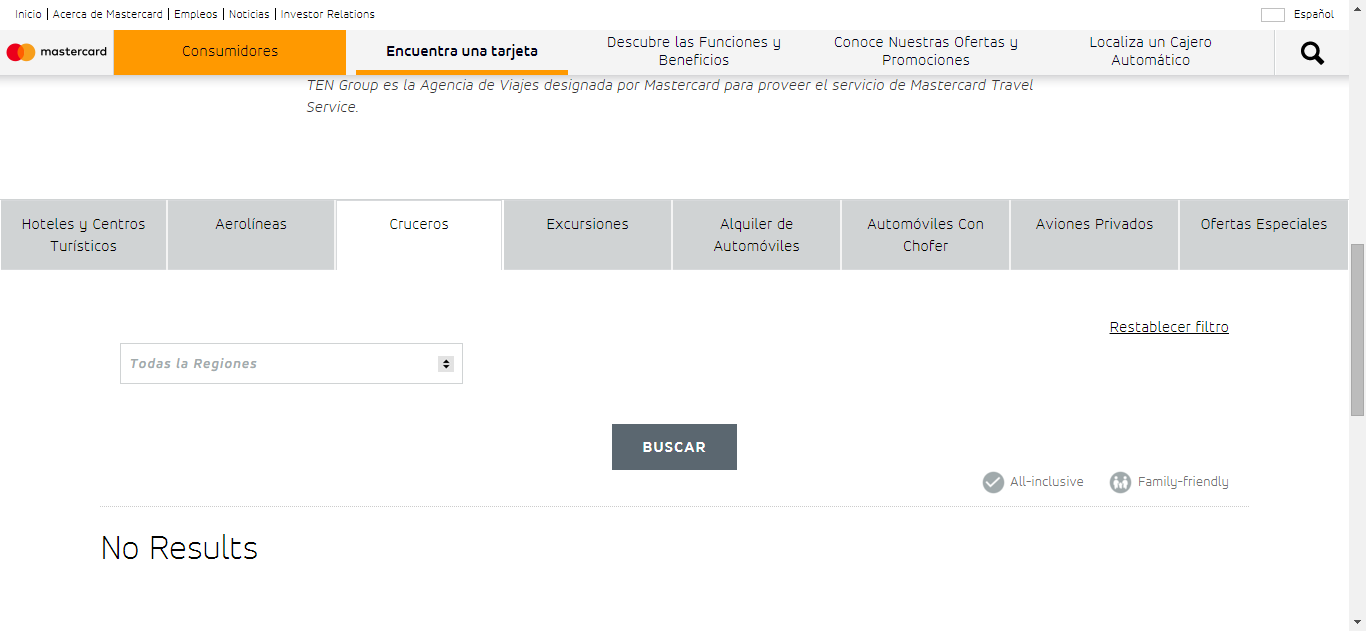 Inicio | Acerca de Mastercard | Empleos | Noticias | Investor Relations
Español
mastercard
Consumidores
Encuentra una tarjeta
Descubre las Funciones y
Beneficios
Conoce Nuestras Ofertas y
Promociones
Localiza un Cajero
Automático
TEN Group es la Agencia de Viajes designada por Mastercard para proveer el servicio de Mastercard Travel
Service.
Hoteles y Centros
Turísticos
Aerolíneas
Cruceros
Excursiones
Alquiler de
Automóviles
Automóviles Con
Chofer
Aviones Privados
Ofertas Especiales
Restablecer filtro
Todas la Regiones
BUSCAR
All-inclusive
Family-friendly
No Results